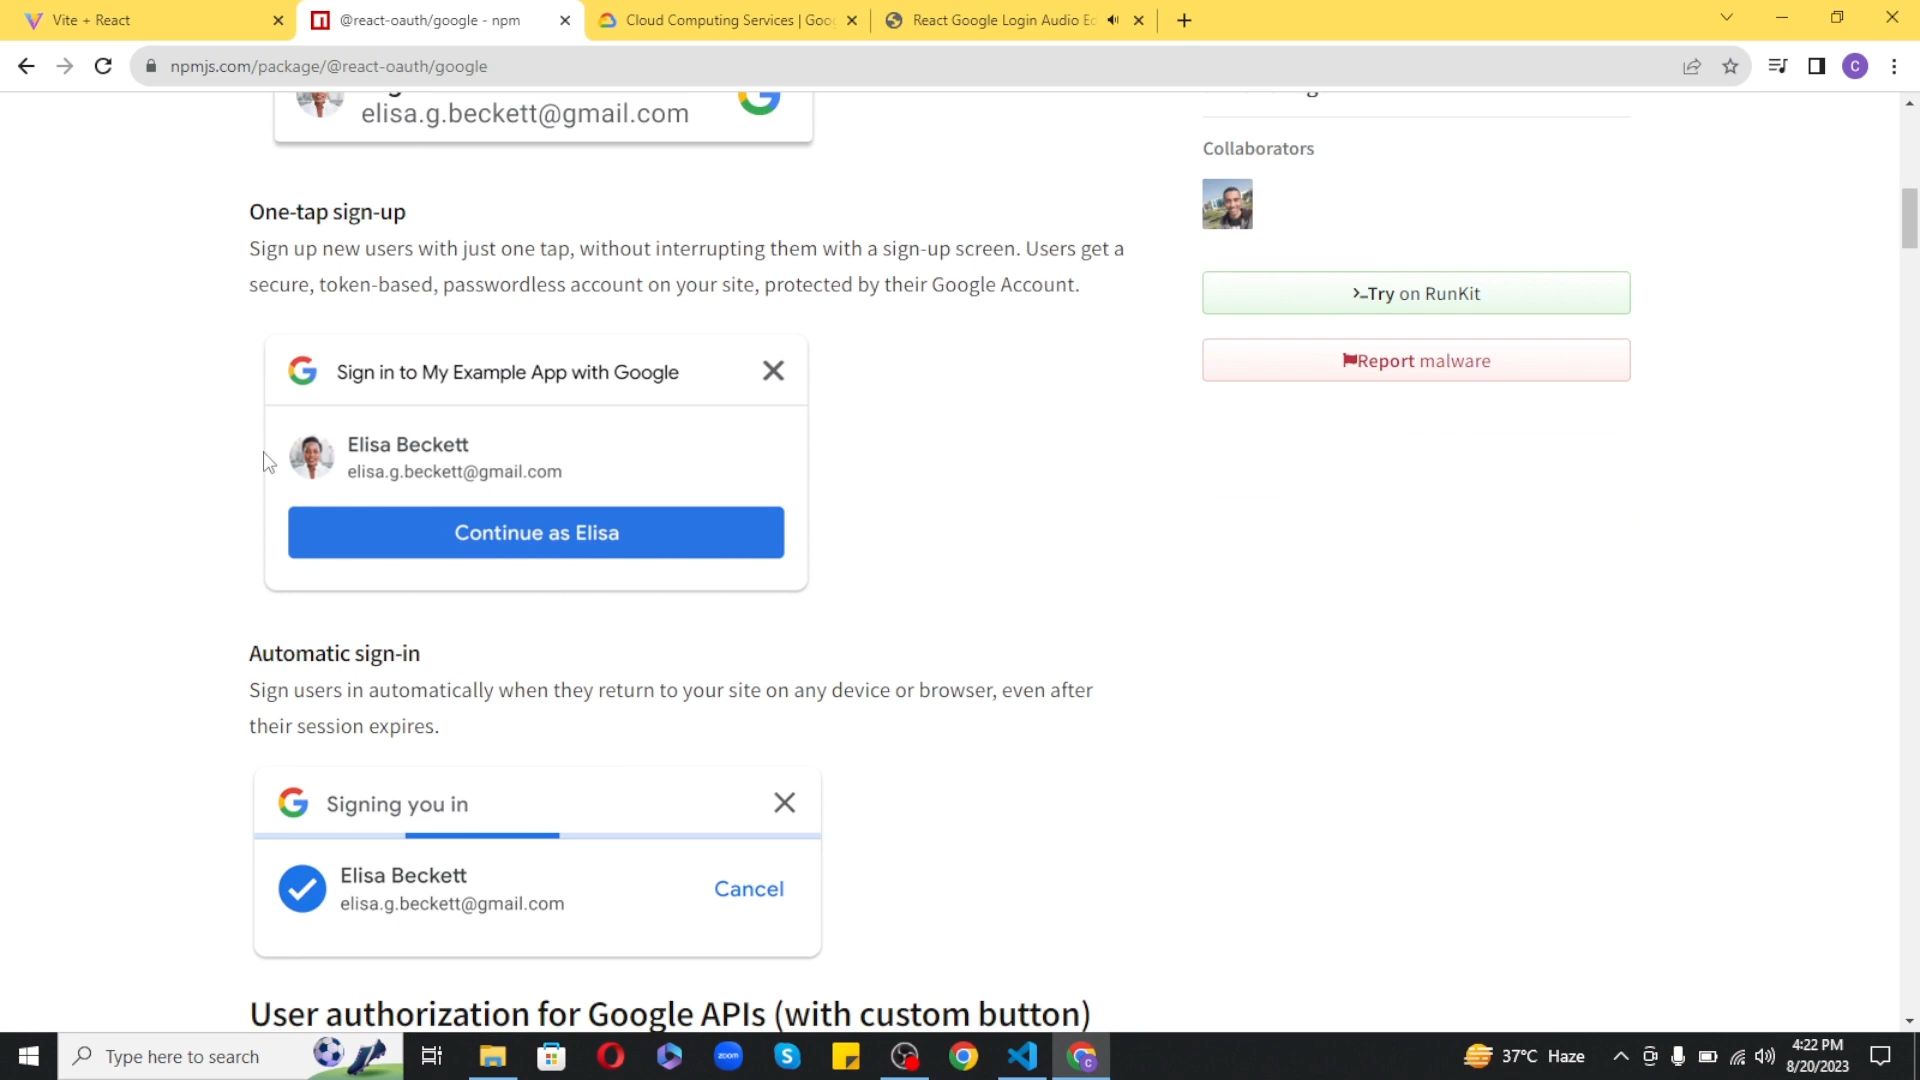 Vite + React
@react-oauth/google - npm
Cloud Computing Services | Goo
React Google Login Audio Ec
npmjs.com/package/@react-oauth/google
C
elisa.g.beckett@gmail.com
One-tap sign-up
Sign up new users with just one tap, without interrupting them with a sign-up screen. Users get a
secure, token-based, passwordless account on your site, protected by their Google Account.
Sign in to My Example App with Google
Elisa Beckett
elisa.g.beckett@gmail.com
Continue as Elisa
Automatic sign-in
Sign users in automatically when they return to your site on any device or browser, even after
their session expires.
Signing you in
Elisa Beckett
elisa.g.beckett@gmail.com
Cancel
User authorization for Google APIs (with custom button)
Collaborators
>_Try on RunKit
Report malware
Type here to search
zoom
37°C Haze
4:22 PM
8/20/2023